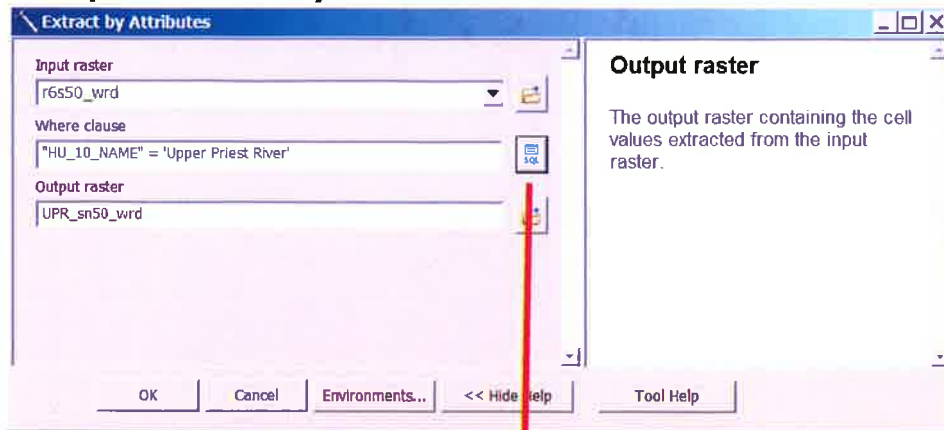 Extract by Attributes
Input raster
r6s50_wrd
Where clause
"HU_10_NAME" = 'Upper Priest River'
SQL
Output raster
UPR_sn50_wrd
OK Cancel Environments... << Hide Help Tool Help
Output raster
The output raster containing the cell
values extracted from the input
raster.